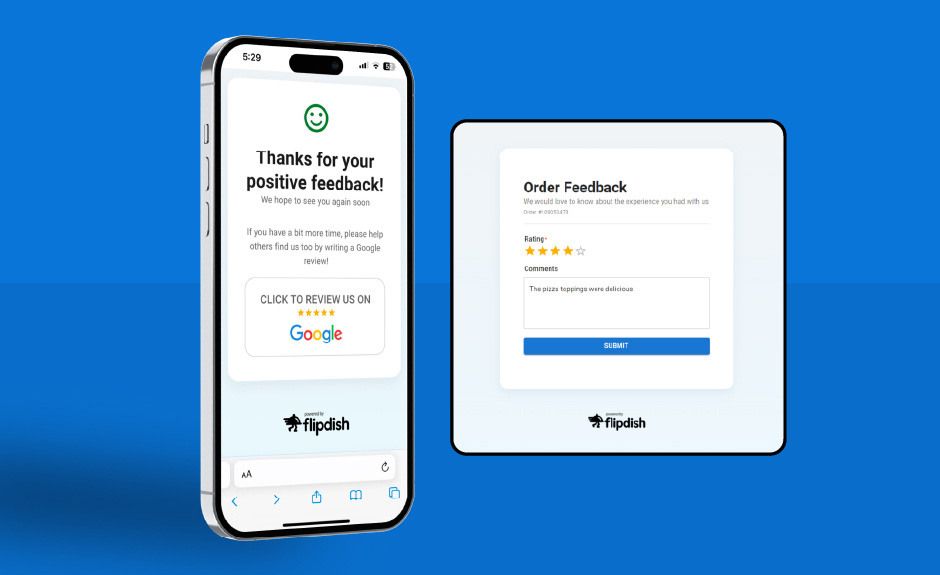 5:29
Thanks for your
positive feedback!
We hope to see you again soon
If you have a bit more time, please help
others find us too by writing a Google
review!
CLICK TO REVIEW US ON
Google
powered by
flipdish
AA
Order Feedback
We would love to know about the experience you had with us
Rating*
Comments
The pizza toppings were delicious
SUBMIT
powered by
flipdish